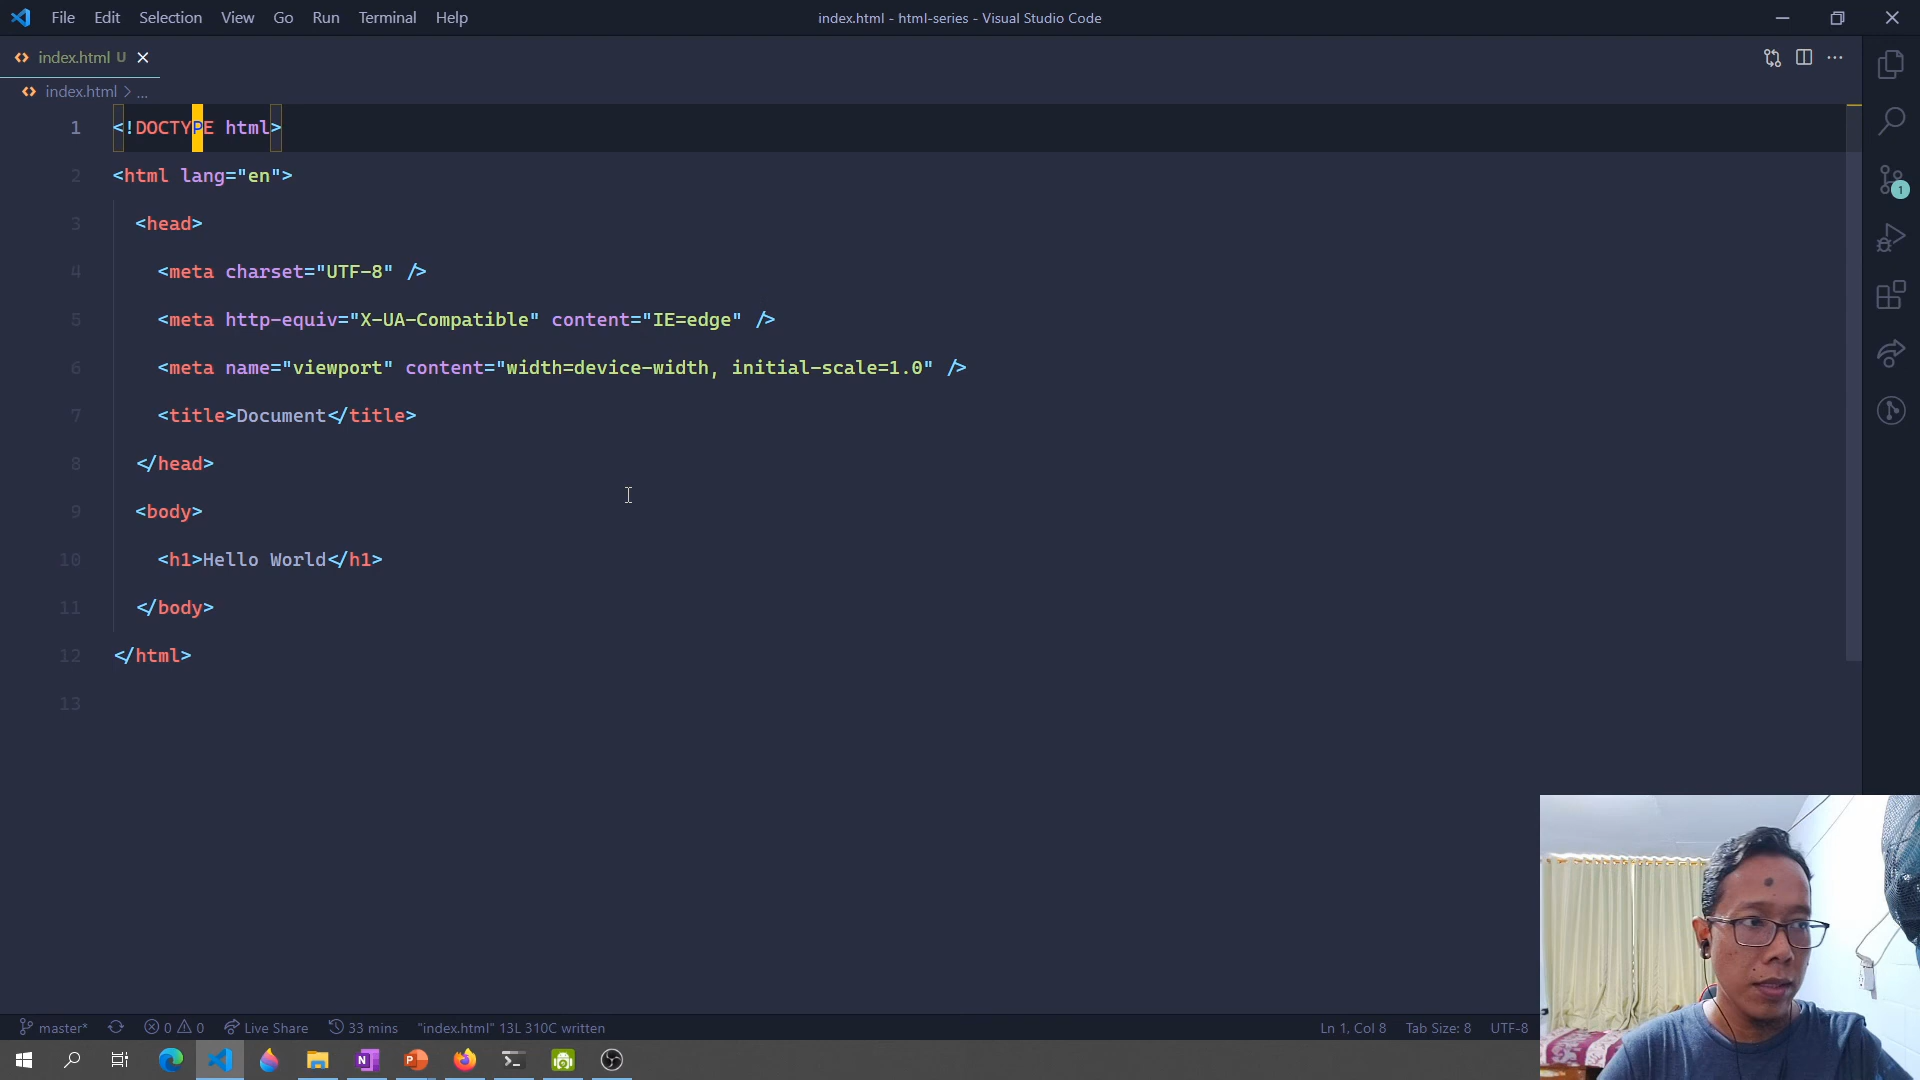 File Edit Selection View Go Run Terminal Help
index.html - html-series - Visual Studio Code
index.html U
index.html > ...
1 <!DOCTYPE html>
2 <html lang="en">
3 <head>
4 <meta charset="UTF-8" />
5 <meta http-equiv="X-UA-Compatible" content="IE=edge" />
6 <meta name="viewport" content="width=device-width, initial-scale=1.0" />
7 <title>Document</title>
8 </head>
9 <body>
10 <h1>Hello World</h1>
11 </body>
12 </html>
13
1
master* 0 0 Live Share 33 mins "index.html" 13L 310C written Ln 1, Col 8 Tab Size: 8 UTF-8
N P